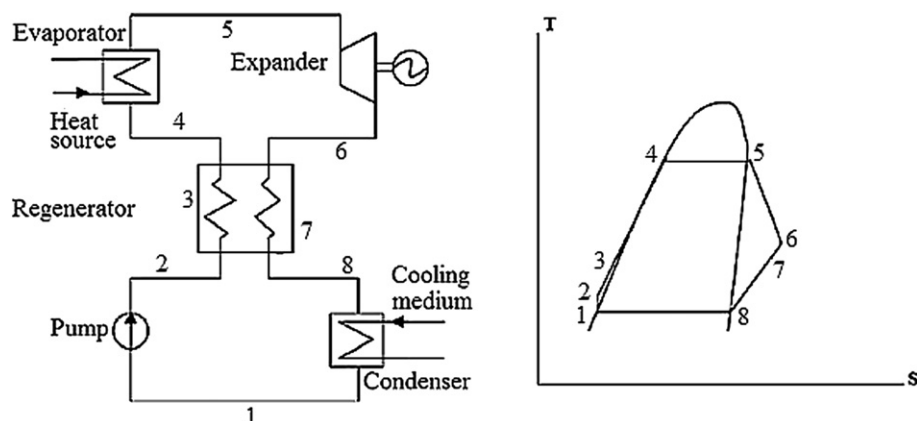 5
Evaporator
Expander
Heat
source
4
6
3
Regenerator
7
2
8
Cooling
medium
Pump
Condenser
1
T
4
5
6
3
7
2
1
8
S